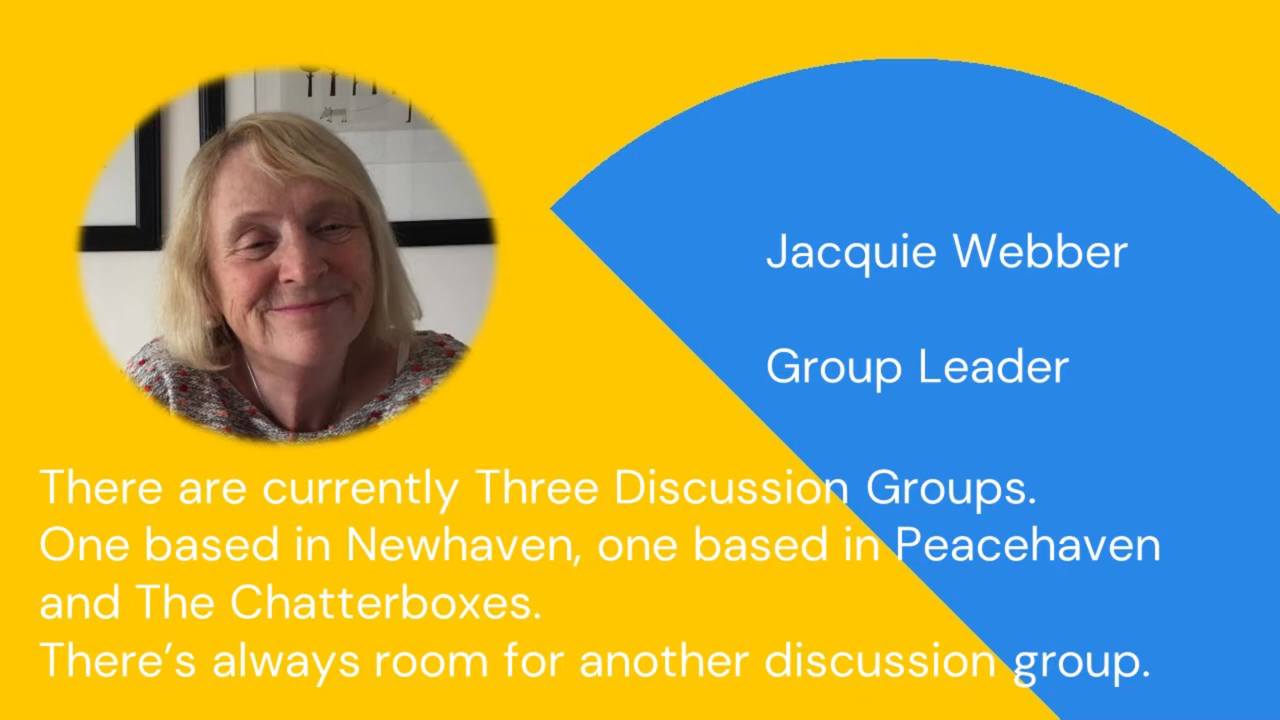 Jacquie Webber
Group Leader
There are currently Three Discussion Groups.
One based in Newhaven, one based in Peacehaven
and The Chatterboxes.
There’s always room for another discussion group.